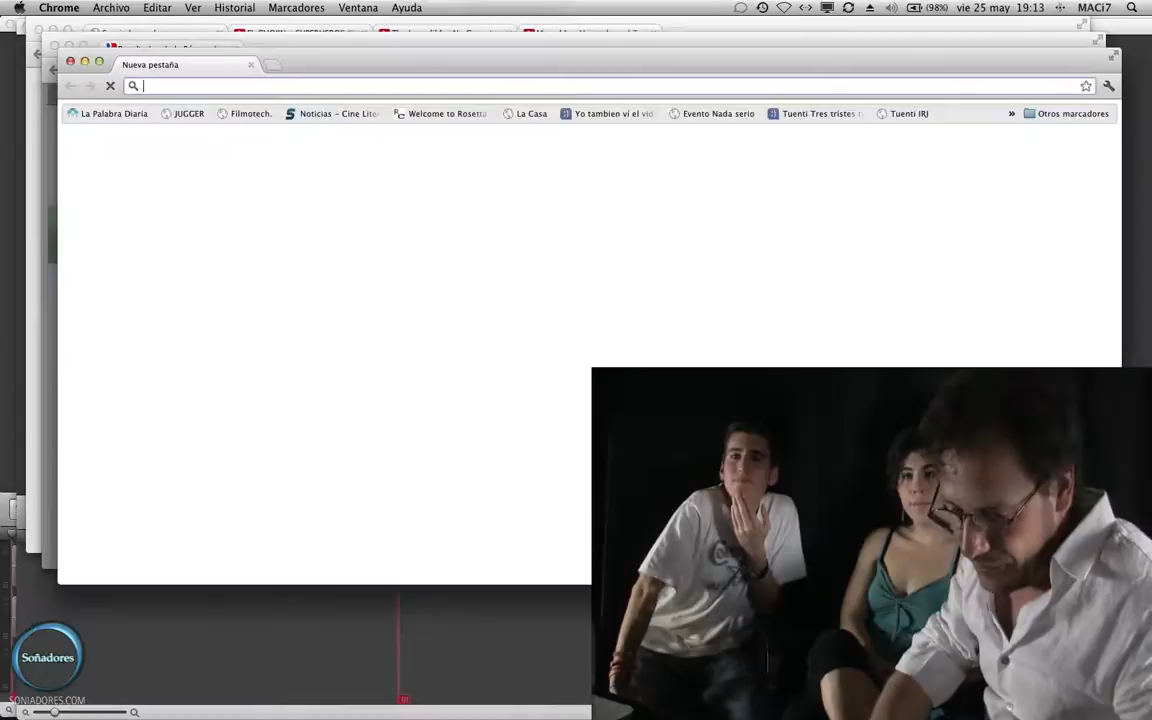 Chrome Archivo Editar Ver Historial Marcadores Ventana Ayuda (98%) vie 25 may 19:13 MACi7
Nueva pestaña
La Palabra Diaria JUGGER Filmotech. Noticias – Cine Lite Welcome to Rosetta La Casa Yo tambien ví el vid Evento Nada serio Tuenti Tres tristes Tuenti IRJ » Otros marcadores
Soñadores
SONIADORES.COM